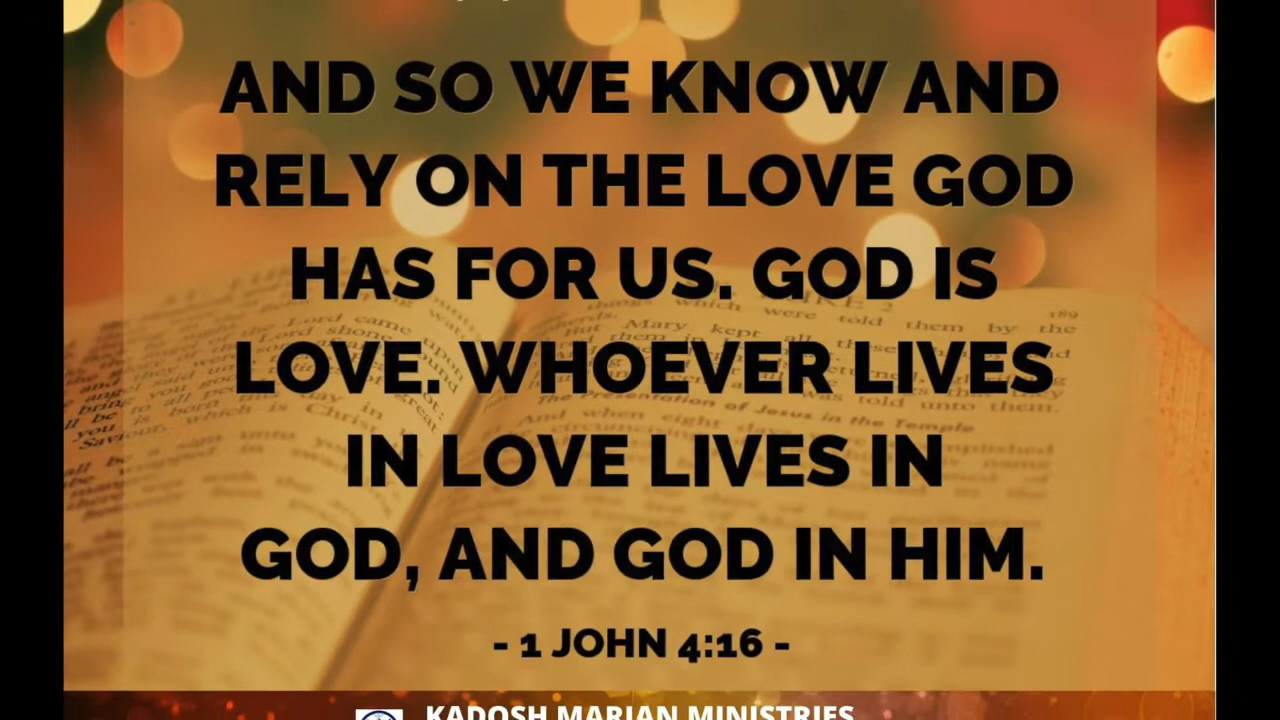 AND SO WE KNOW AND
RELY ON THE LOVE GOD
HAS FOR US. GOD IS
LOVE. WHOEVER LIVES
IN LOVE LIVES IN
GOD, AND GOD IN HIM.
- 1 JOHN 4:16 -
KADOSH MARIAN MINISTRIES